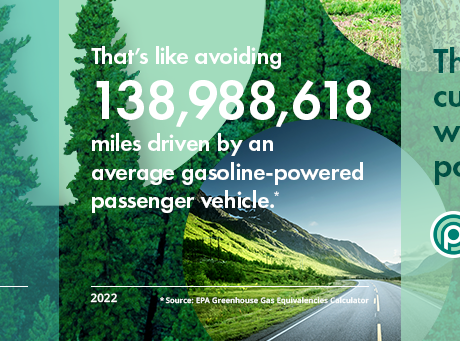 That's like avoiding
138,988,618
miles driven by an
average gasoline-powered
passenger vehicle.*
2022
* Source: EPA Greenhouse Gas Equivalencies Calculator